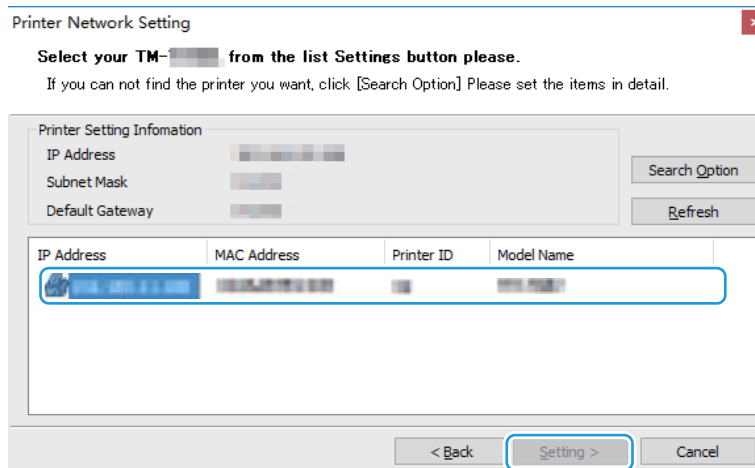 Printer Network Setting
Select your TM- from the list Settings button please.
If you can not find the printer you want, click [Search Option] Please set the items in detail.
Printer Setting Infomation
IP Address
Subnet Mask
Default Gateway
Search Option
Refresh
IP Address MAC Address Printer ID Model Name
< Back Setting > Cancel